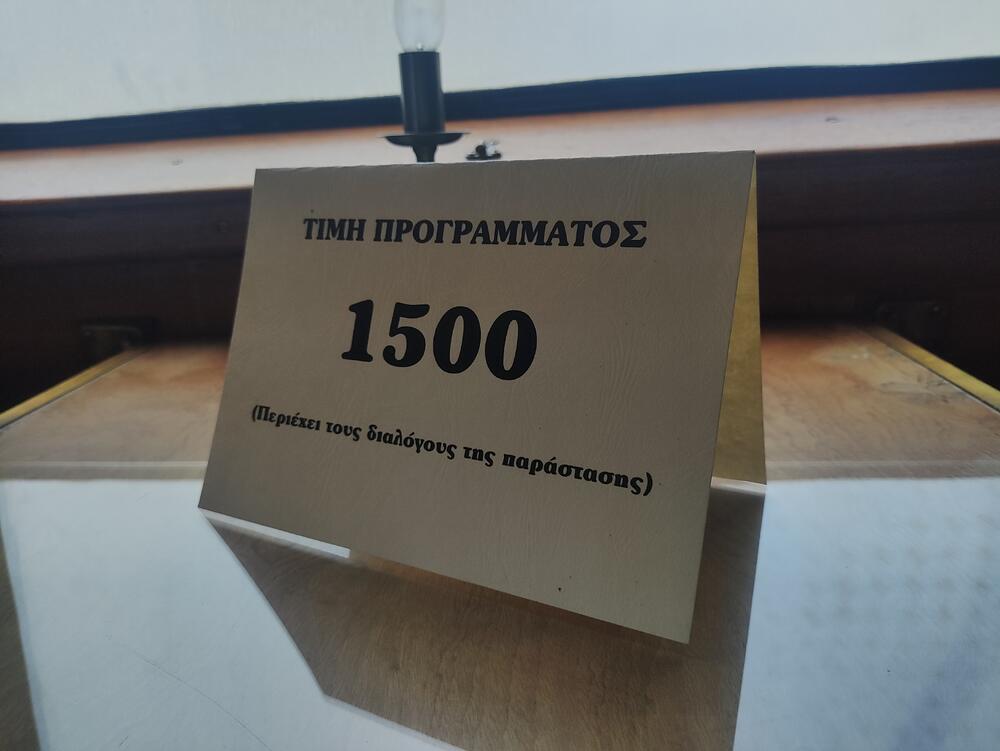 ΤΙΜΗ ΠΡΟΓΡΑΜΜΑΤΟΣ
1500
(Περιέχει τους διαλόγους της παράστασης)